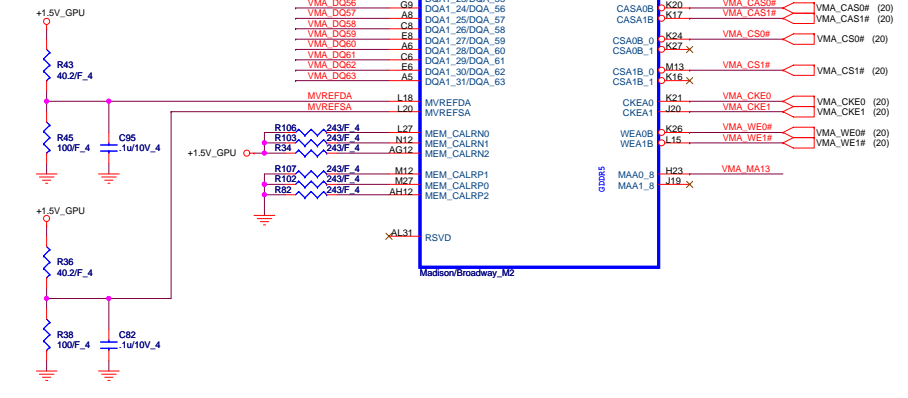 VMA_DQ56 G9 DQA1_24/DQA_56
VMA_DQ57 A8 DQA1_25/DQA_57
VMA_DQ58 C8 DQA1_26/DQA_58
VMA_DQ59 E8 DQA1_27/DQA_59
VMA_DQ60 A6 DQA1_28/DQA_60
VMA_DQ61 C6 DQA1_29/DQA_61
VMA_DQ62 E6 DQA1_30/DQA_62
VMA_DQ63 A5 DQA1_31/DQA_63
MVREFDA L18 MVREFDA
MVREFSA L20 MVREFSA
R106 243/F_4 L27 MEM_CALRN0
R103 243/F_4 N12 MEM_CALRN1
+1.5V_GPU R34 243/F_4 AG12 MEM_CALRN2
R107 243/F_4 M12 MEM_CALRP1
R102 243/F_4 M27 MEM_CALRP0
R82 243/F_4 AH12 MEM_CALRP2
AL31 RSVD
CASA0B K20 VMA_CAS0# VMA_CAS0# (20)
CASA1B K17 VMA_CAS1# VMA_CAS1# (20)
CSA0B_0 K24 VMA_CS0# VMA_CS0# (20)
CSA0B_1 K27
CSA1B_0 M13 VMA_CS1# VMA_CS1# (20)
CSA1B_1 K16
CKEA0 K21 VMA_CKE0 VMA_CKE0 (20)
CKEA1 J20 VMA_CKE1 VMA_CKE1 (20)
WEA0B K26 VMA_WE0# VMA_WE0# (20)
WEA1B L15 VMA_WE1# VMA_WE1# (20)
MAA0_8 H23 VMA_MA13
MAA1_8 J19
GDDR5
Madison/Broadway_M2
+1.5V_GPU
R43
40.2/F_4
R45
100/F_4
C95
.1u/10V_4
+1.5V_GPU
R36
40.2/F_4
R38
100/F_4
C82
.1u/10V_4